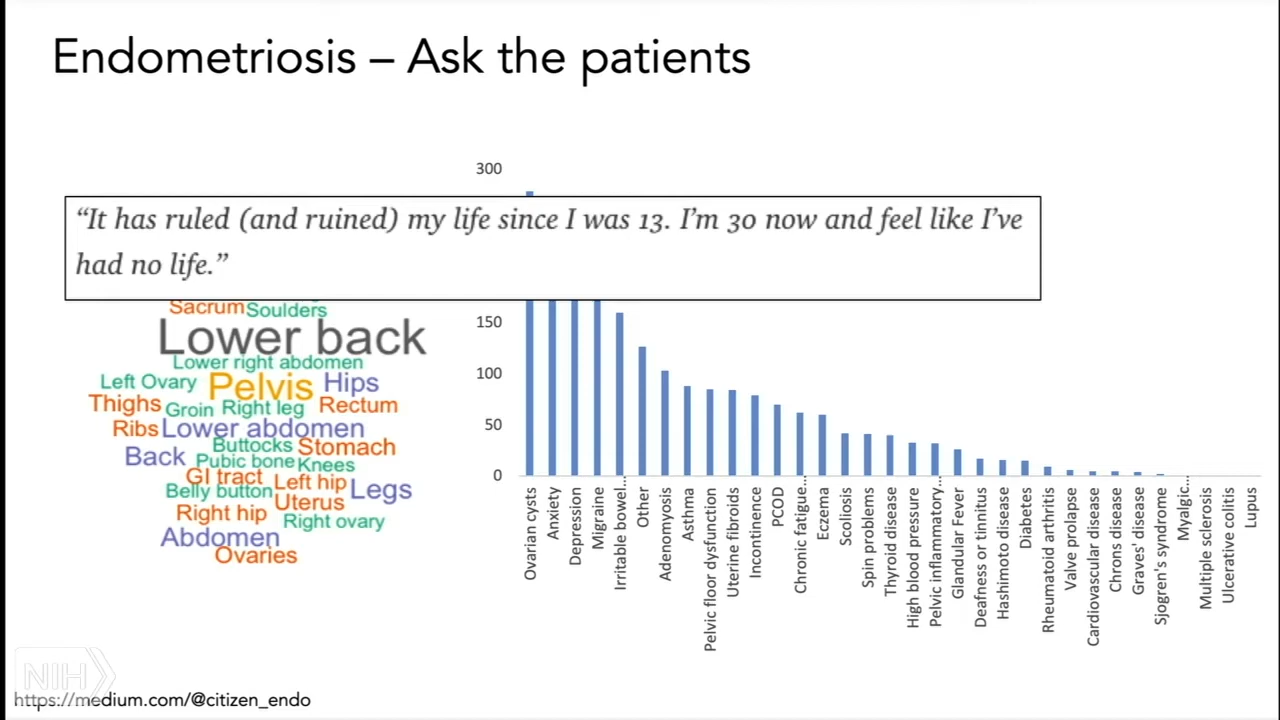 Endometriosis – Ask the patients
300
“It has ruled (and ruined) my life since I was 13. I’m 30 now and feel like I’ve
had no life.”
Sacrum
Soulders
Lower back
Lower right abdomen
Left Ovary
Pelvis
Hips
Thighs
Groin
Right leg
Rectum
Ribs
Lower abdomen
Buttocks
Stomach
Back
Pubic bone
Knees
GI tract
Left hip
Legs
Belly button
Uterus
Right hip
Right ovary
Abdomen
Ovaries
150
100
50
0
Ovarian cysts
Anxiety
Depression
Migraine
Irritable bowel…
Other
Adenomyosis
Asthma
Pelvic floor dysfunction
Uterine fibroids
Incontinence
PCOD
Chronic fatigue…
Eczema
Scoliosis
Spin problems
Thyroid disease
High blood pressure
Pelvic inflammatory…
Glandular Fever
Deafness or tinnitus
Hashimoto disease
Diabetes
Rheumatoid arthritis
Valve prolapse
Cardiovascular disease
Chrons disease
Graves' disease
Sjogren's syndrome
Myalgic…
Multiple sclerosis
Ulcerative colitis
Lupus
NIH
https://medium.com/@citizen_endo